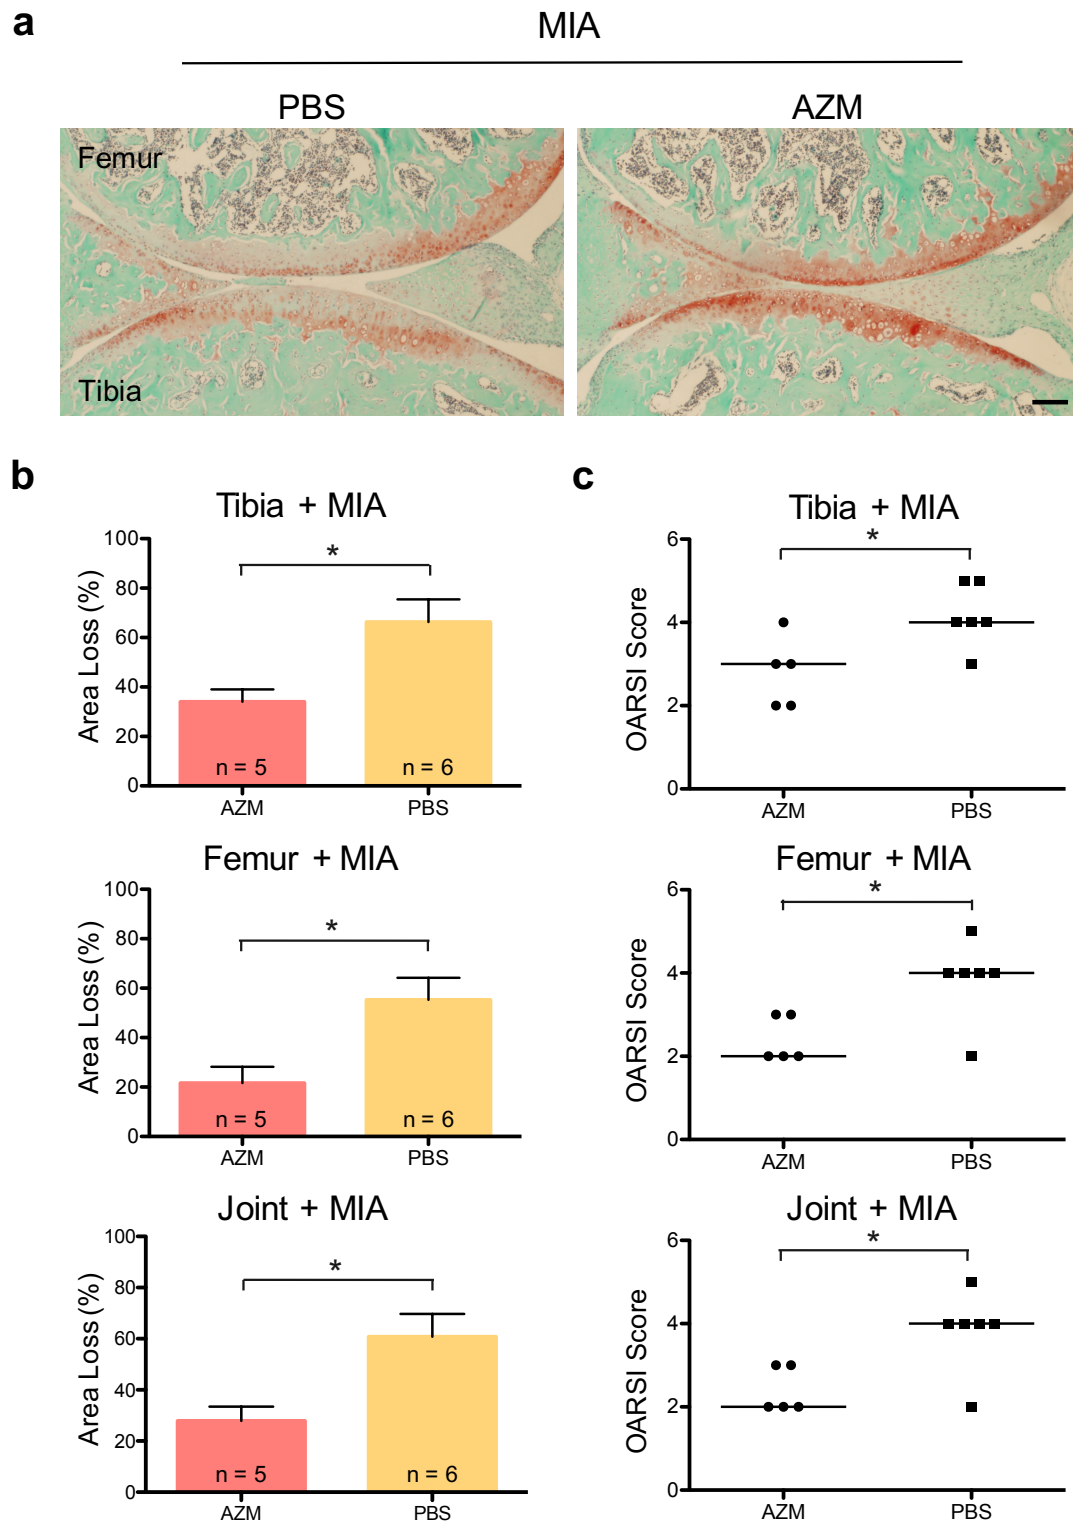 a
MIA
PBS
AZM
Femur
Tibia
b
Tibia + MIA
Area Loss (%)
100
80
60
40
20
0
*
n = 5
n = 6
AZM
PBS
Femur + MIA
Area Loss (%)
100
80
60
40
20
0
*
n = 5
n = 6
AZM
PBS
Joint + MIA
Area Loss (%)
100
80
60
40
20
0
*
n = 5
n = 6
AZM
PBS
c
Tibia + MIA
OARSI Score
6
4
2
0
*
AZM
PBS
Femur + MIA
OARSI Score
6
4
2
0
*
AZM
PBS
Joint + MIA
OARSI Score
6
4
2
0
*
AZM
PBS